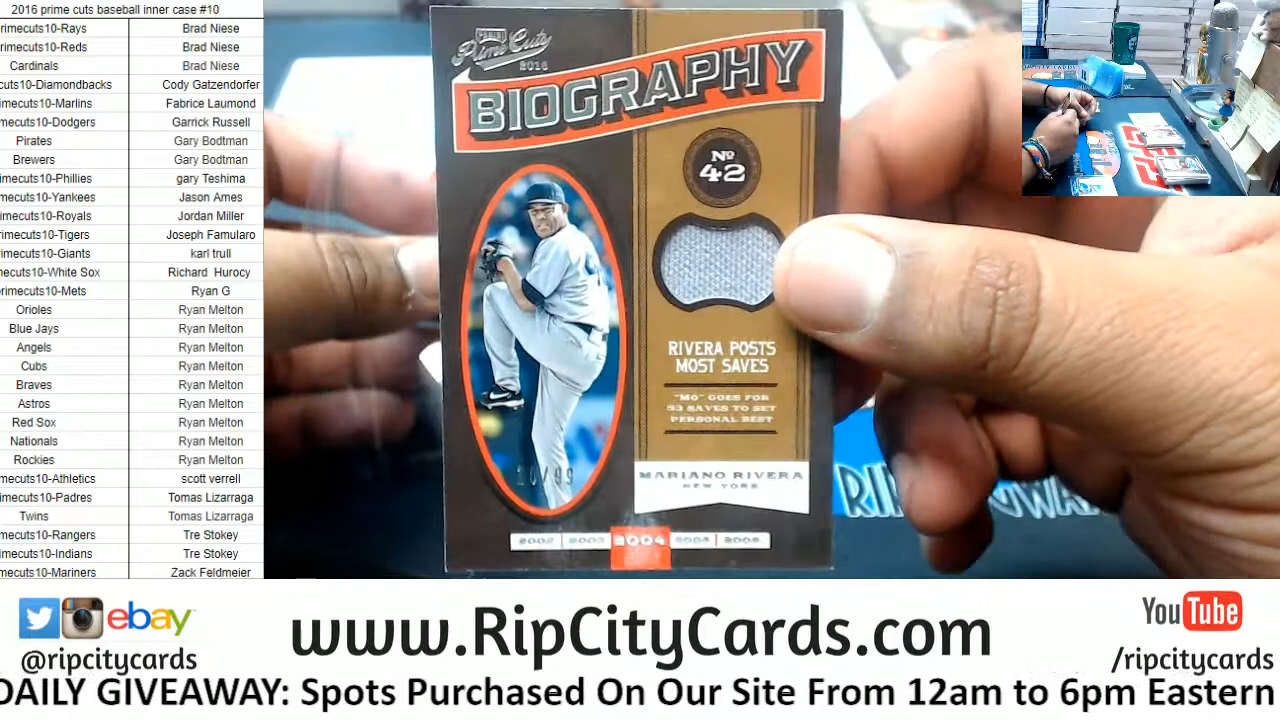 2016 prime cuts baseball inner case #10
rimecuts10-Rays Brad Niese
rimecuts10-Reds Brad Niese
Cardinals Brad Niese
cuts10-Diamondbacks Cody Gatzendorfer
imecuts10-Marlins Fabrice Laumond
mecuts10-Dodgers Garrick Russell
Pirates Gary Bodtman
Brewers Gary Bodtman
mecuts10-Phillies gary Teshima
mecuts10-Yankees Jason Ames
imecuts10-Royals Jordan Miller
imecuts10-Tigers Joseph Famularo
imecuts10-Giants karl trull
necuts10-White Sox Richard Hurocy
rimecuts10-Mets Ryan G
Orioles Ryan Melton
Blue Jays Ryan Melton
Angels Ryan Melton
Cubs Ryan Melton
Braves Ryan Melton
Astros Ryan Melton
Red Sox Ryan Melton
Nationals Ryan Melton
Rockies Ryan Melton
mecuts10-Athletics scott verrell
imecuts10-Padres Tomas Lizarraga
Twins Tomas Lizarraga
mecuts10-Rangers Tre Stokey
imecuts10-Indians Tre Stokey
mecuts10-Mariners Zack Feldmeier
PANINI
Prime Cuts
2016
BIOGRAPHY
Nº
42
RIVERA POSTS
MOST SAVES
"MO" GOES FOR
53 SAVES TO SET
PERSONAL BEST
MARIANO RIVERA
NEW YORK
2002 2003 2004 2005 2006
ebay
@ripcitycards
www.RipCityCards.com
YouTube
/ripcitycards
DAILY GIVEAWAY: Spots Purchased On Our Site From 12am to 6pm Eastern